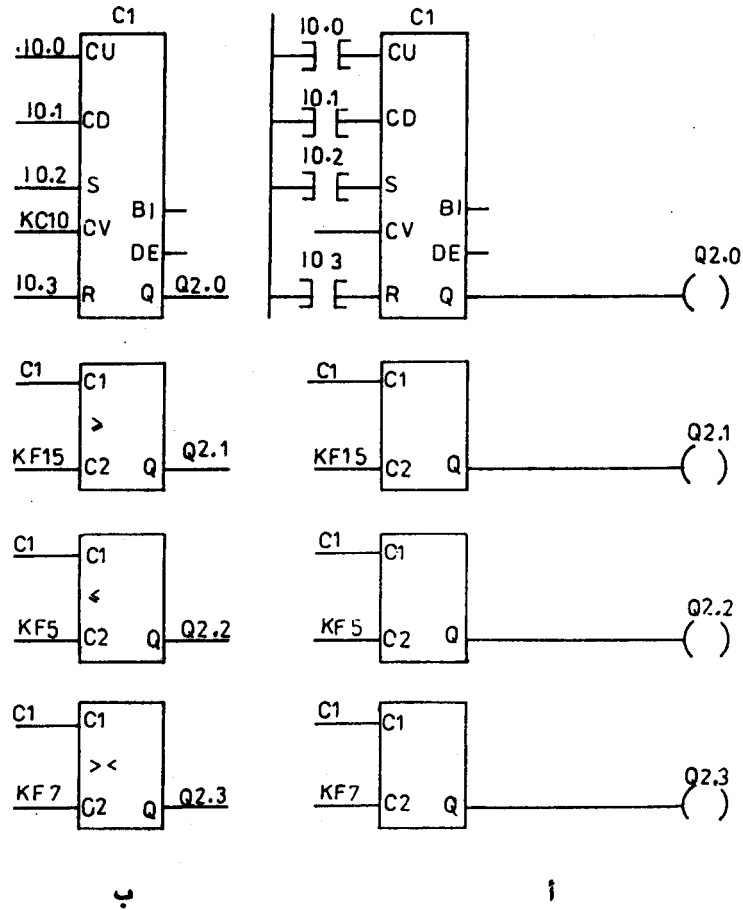 C1
I0.0 CU
I0.1 CD
I0.2 S
BI
KC10 CV
DE
I0.3 R Q Q2.0
C1 C1
⩾
KF15 C2 Q Q2.1
C1 C1
⩽
KF5 C2 Q Q2.2
C1 C1
><
KF7 C2 Q Q2.3
ب
C1
I0.0
CU
I0.1
CD
I0.2
S
BI
CV
DE
I0 3
R Q Q2.0
C1 C1
KF15 C2 Q Q2.1
C1 C1
KF5 C2 Q Q2.2
C1 C1
KF7 C2 Q Q2.3
أ